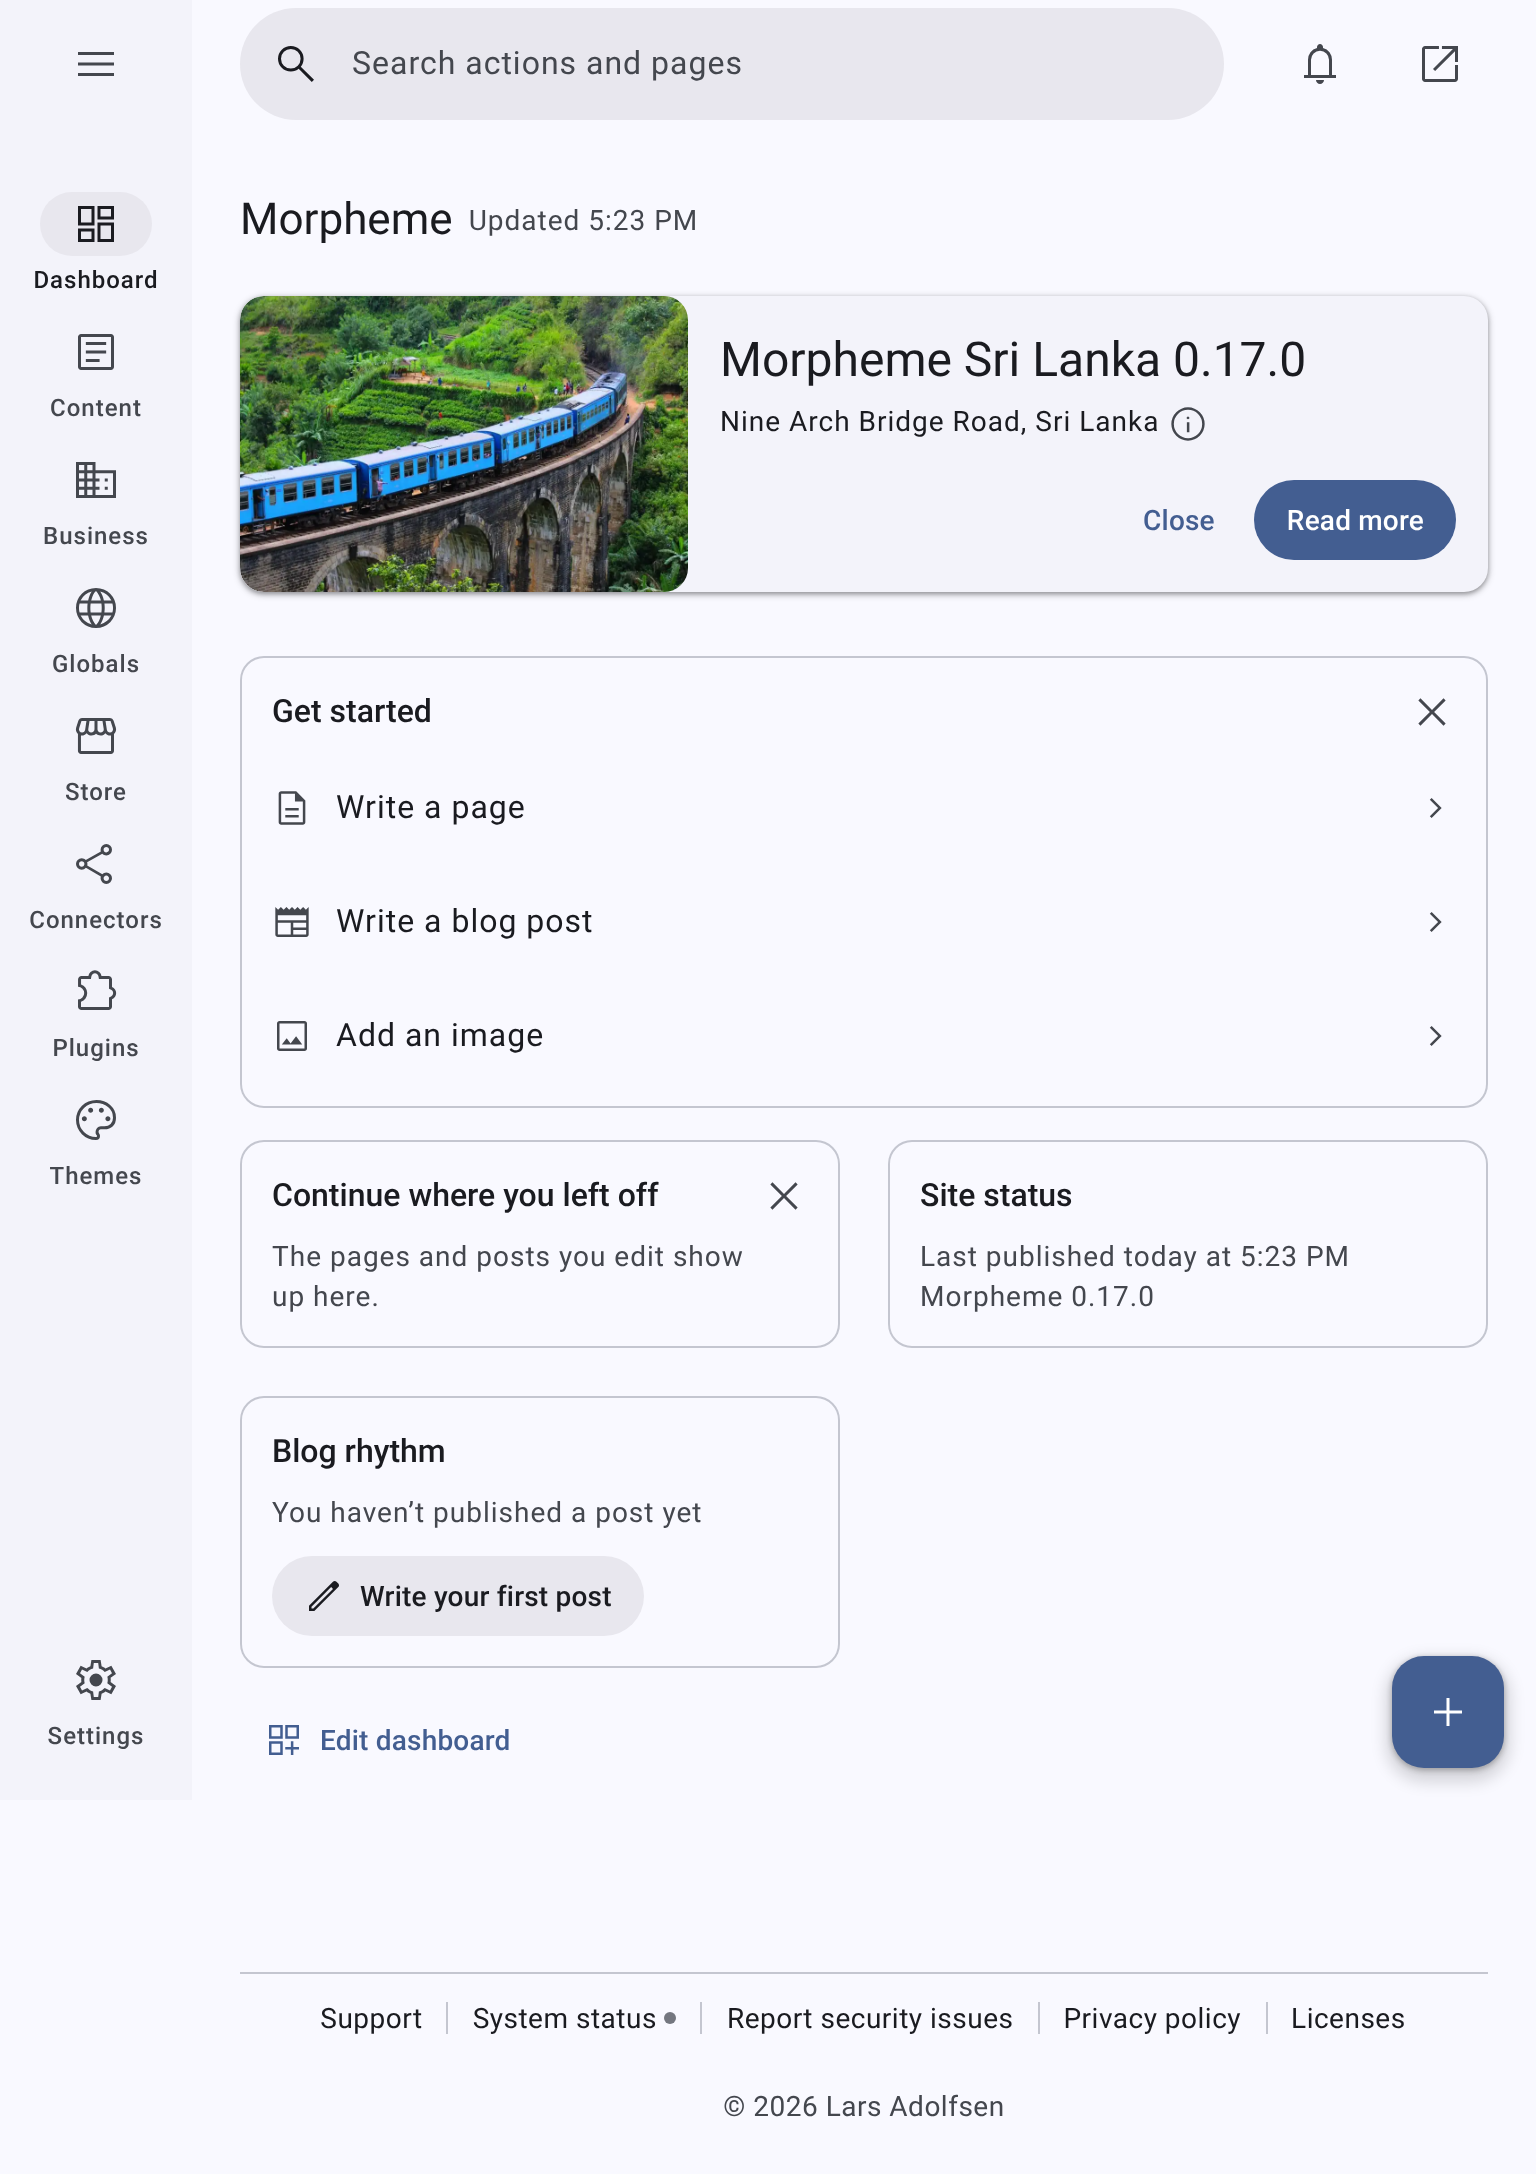 Search actions and pages
Morpheme Updated 5:23 PM
Dashboard
Content
Business
Globals
Store
Connectors
Plugins
Themes
Settings
Morpheme Sri Lanka 0.17.0
Nine Arch Bridge Road, Sri Lanka
Close
Read more
Get started
Write a page
Write a blog post
Add an image
Continue where you left off
The pages and posts you edit show
up here.
Site status
Last published today at 5:23 PM
Morpheme 0.17.0
Blog rhythm
You haven’t published a post yet
Write your first post
Edit dashboard
Support
System status
Report security issues
Privacy policy
Licenses
© 2026 Lars Adolfsen